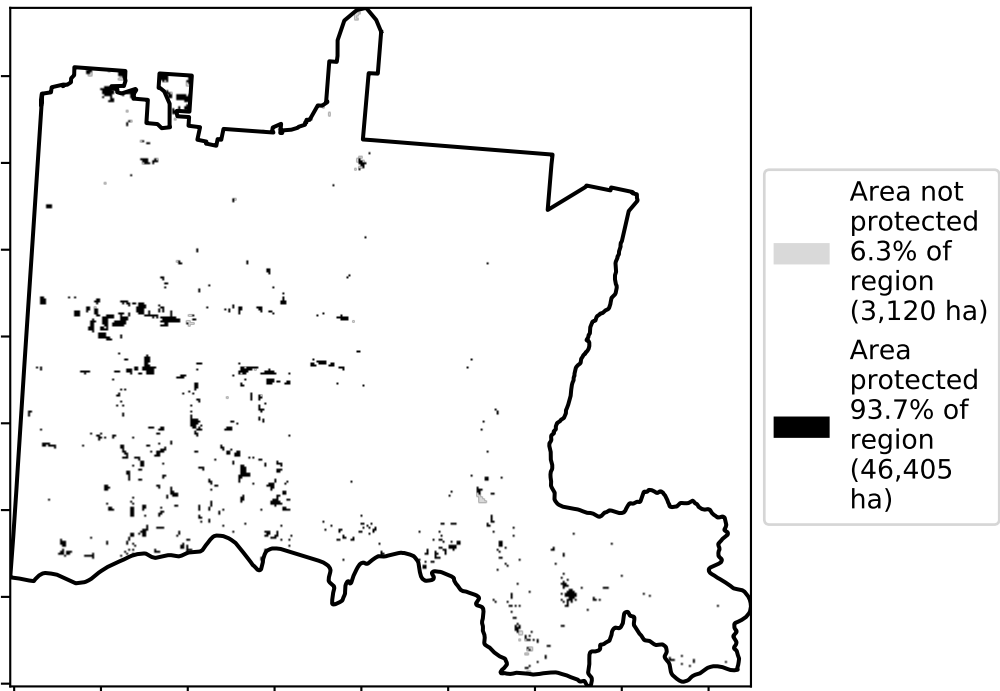 Area not
protected
6.3% of
region
(3,120 ha)
Area
protected
93.7% of
region
(46,405
ha)